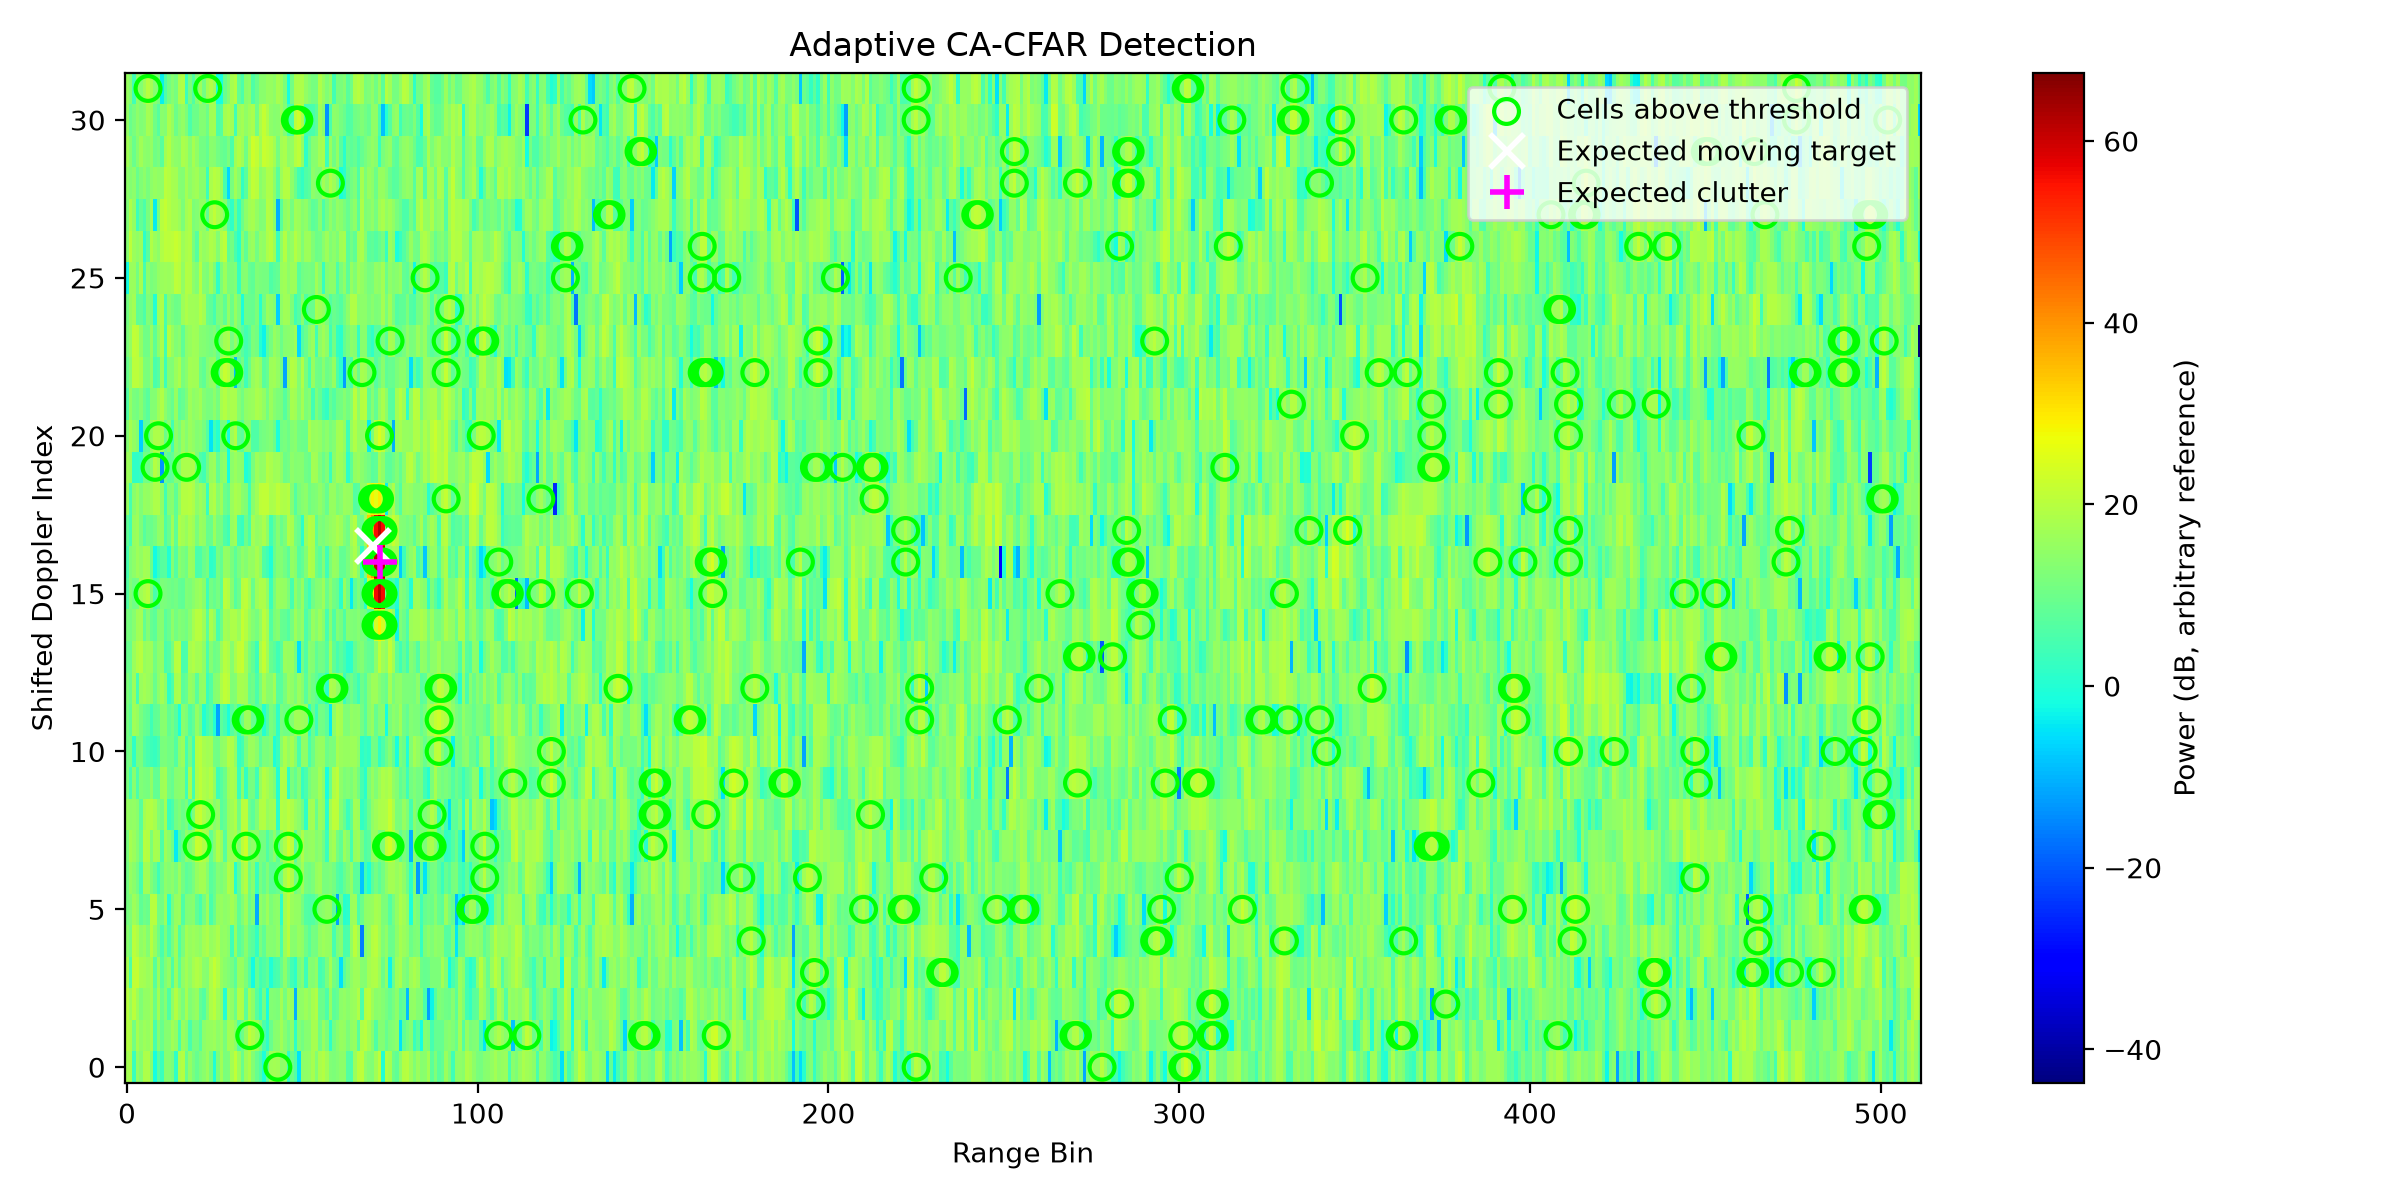 Adaptive CA-CFAR Detection
Cells above threshold
Expected moving target
Expected clutter
Shifted Doppler Index
30
25
20
15
10
5
0
0 100 200 300 400 500
Range Bin
60
40
20
0
−20
−40
Power (dB, arbitrary reference)